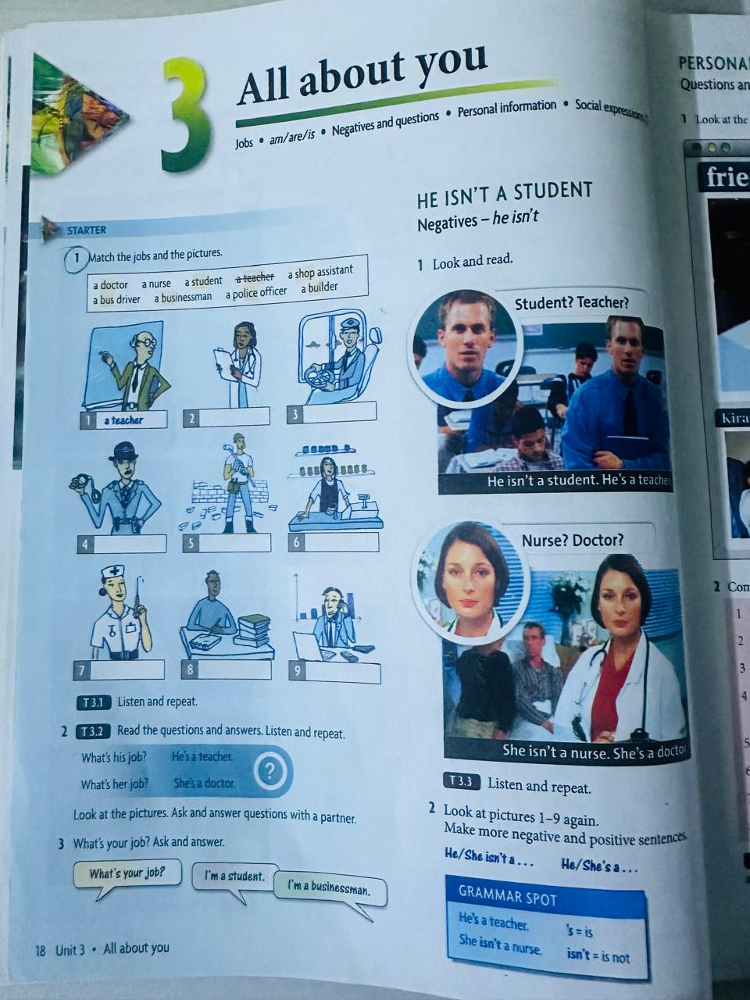 3
All about you
Jobs • am/are/is • Negatives and questions • Personal information • Social expressions
STARTER
1 Match the jobs and the pictures.
a doctor a nurse a student a teacher a shop assistant
a bus driver a businessman a police officer a builder
1 a teacher
2
3
4
5
6
7
8
9
T 3.1 Listen and repeat.
2 T 3.2 Read the questions and answers. Listen and repeat.
What's his job? He's a teacher.
What's her job? She's a doctor.
?
Look at the pictures. Ask and answer questions with a partner.
3 What's your job? Ask and answer.
What's your job?
I'm a student.
I'm a businessman.
18 Unit 3 • All about you
HE ISN'T A STUDENT
Negatives – he isn't
1 Look and read.
Student? Teacher?
He isn't a student. He's a teache
Nurse? Doctor?
She isn't a nurse. She's a docto
T 3.3 Listen and repeat.
2 Look at pictures 1–9 again.
Make more negative and positive sentences.
He/She isn't a . . . He/She's a . . .
GRAMMAR SPOT
He's a teacher. 's = is
She isn't a nurse. isn't = is not
PERSONA
Questions an
1 Look at the
frie
Kira
2 Com
1
2
3
4
5